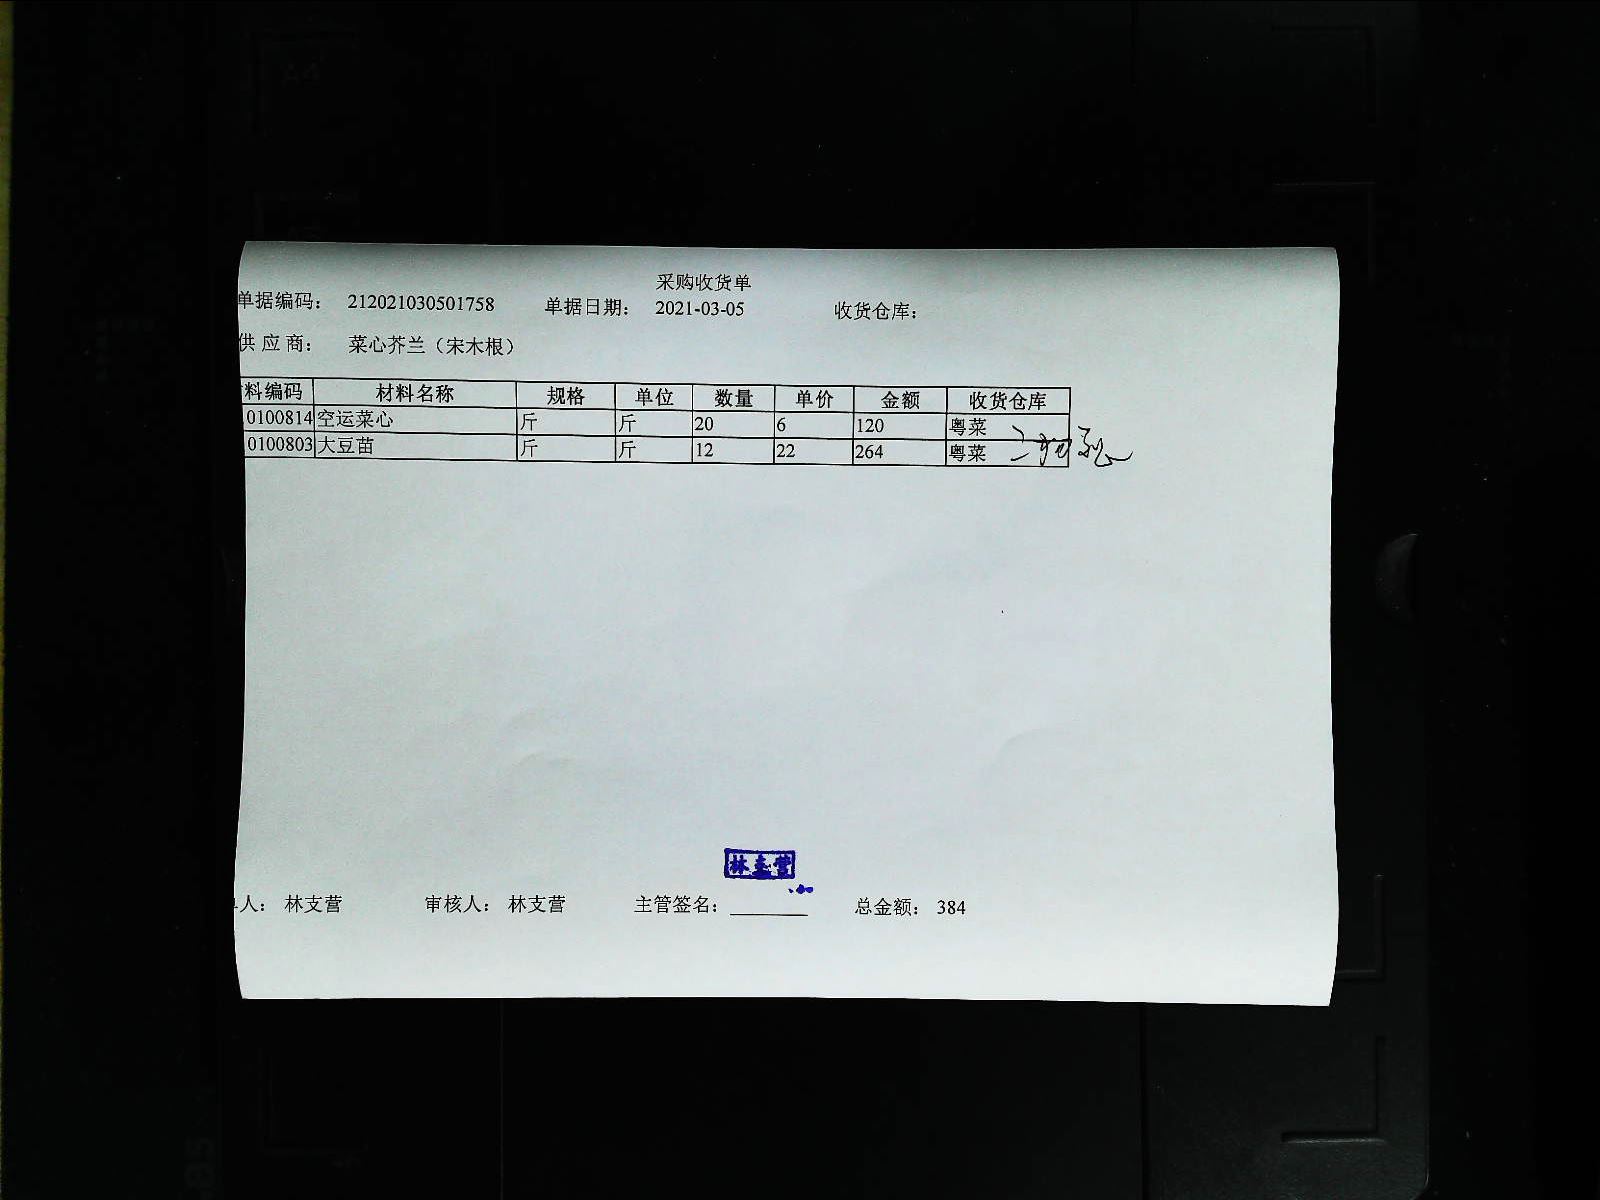 采购收货单
单据编码： 212021030501758 单据日期： 2021-03-05 收货仓库：
供应商： 菜心芥兰（宋木根）
料编码 材料名称 规格 单位 数量 单价 金额 收货仓库
0100814 空运菜心 斤 斤 20 6 120 粤菜
0100803 大豆苗 斤 斤 12 22 264 粤菜
林支营
人： 林支营 审核人： 林支营 主管签名： 总金额： 384